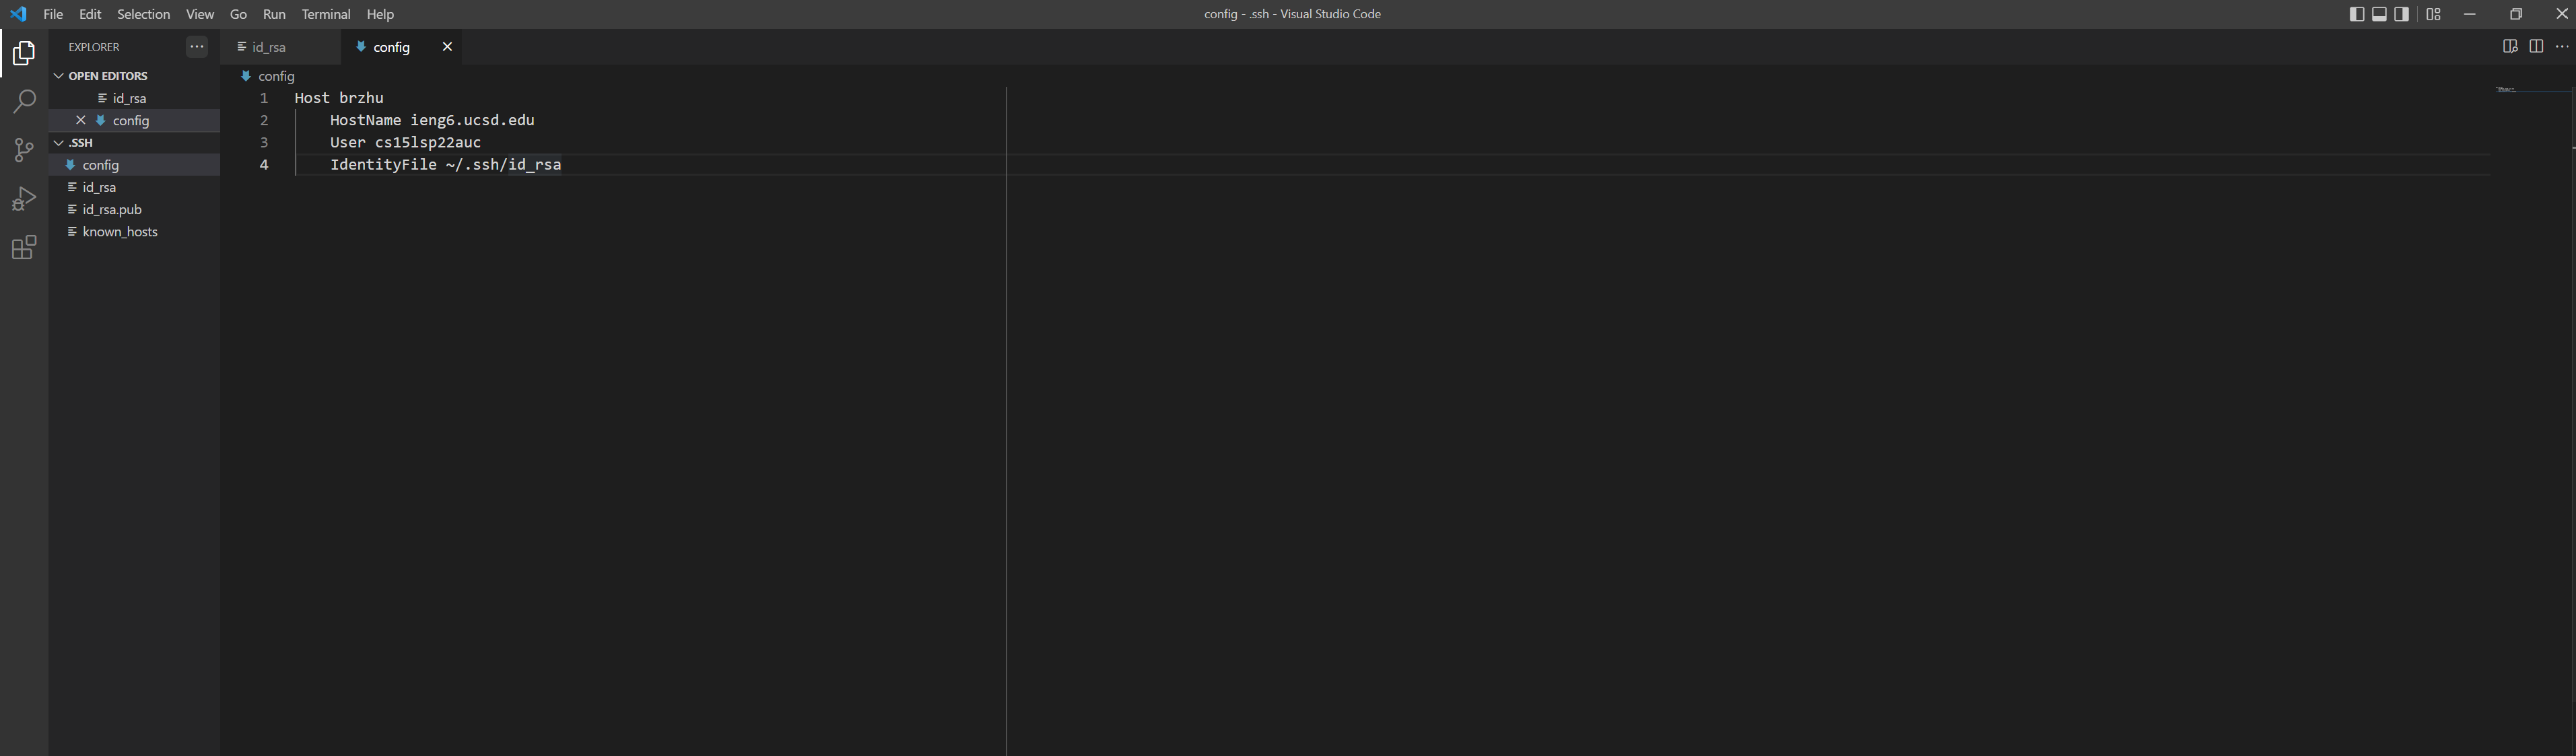 File Edit Selection View Go Run Terminal Help
config - .ssh - Visual Studio Code
EXPLORER
OPEN EDITORS
id_rsa
config
.SSH
config
id_rsa
id_rsa.pub
known_hosts
id_rsa
config
config
1 Host brzhu
2 HostName ieng6.ucsd.edu
3 User cs15lsp22auc
4 IdentityFile ~/.ssh/id_rsa